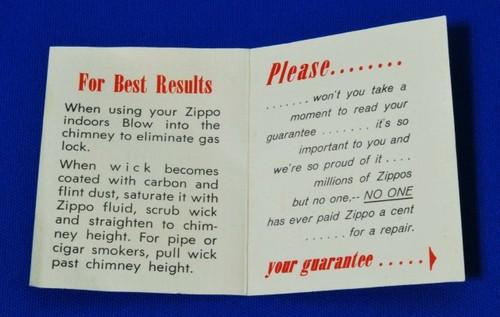 For Best Results
When using your Zippo
indoors Blow into the
chimney to eliminate gas
lock.
When wick becomes
coated with carbon and
flint dust, saturate it with
Zippo fluid, scrub wick
and straighten to chim-
ney height. For pipe or
cigar smokers, pull wick
past chimney height.
Please........
....... won't you take a
moment to read your
guarantee ....... it's so
important to you and
we're so proud of it ....
millions of Zippos
but no one,-- NO ONE
has ever paid Zippo a cent
...... for a repair.
your guarantee .....